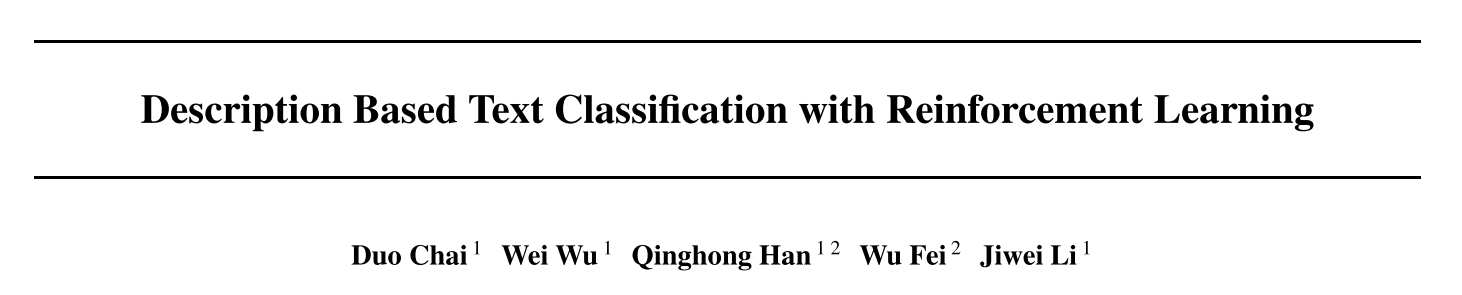 Description Based Text Classification with Reinforcement Learning
Duo Chai 1 Wei Wu 1 Qinghong Han 1 2 Wu Fei 2 Jiwei Li 1